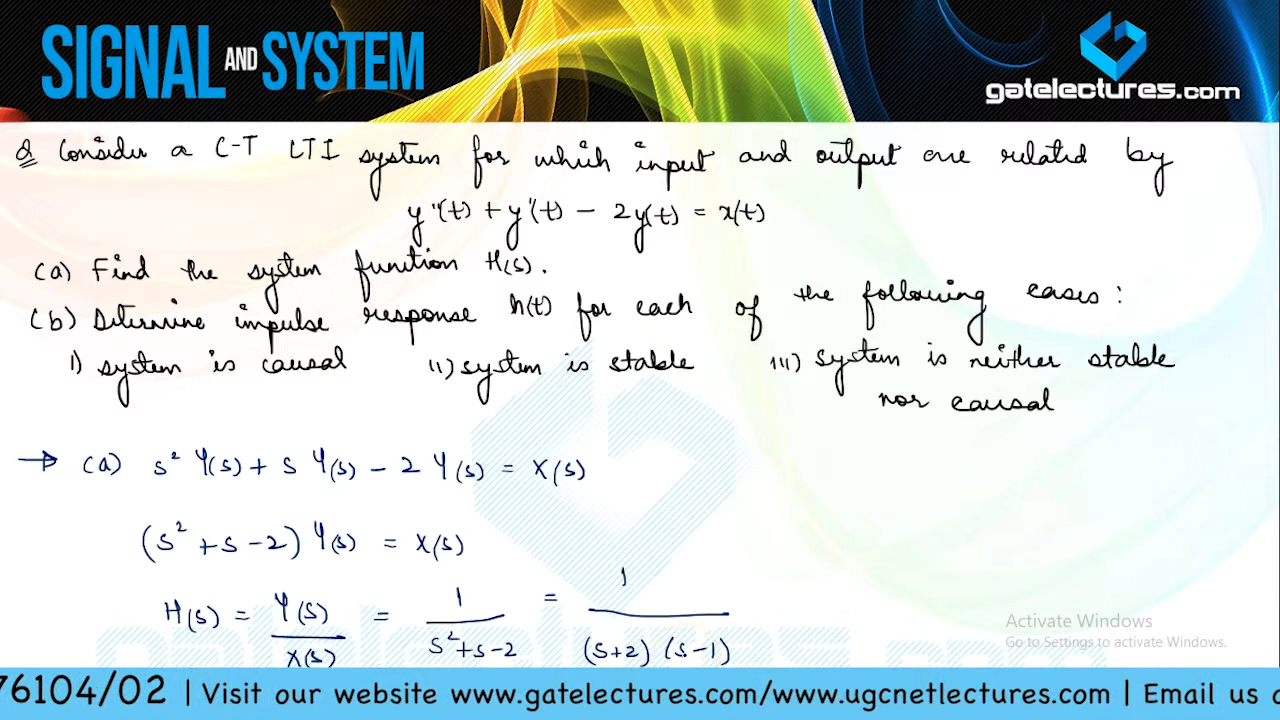 SIGNAL AND SYSTEM
gatelectures.com
Q Consider a C-T LTI system for which input and output are related by
y''(t) + y'(t) - 2y(t) = x(t)
(a) Find the system function H(s).
(b) Determine impulse response h(t) for each of the following cases:
i) system is causal ii) system is stable iii) system is neither stable
nor causal
→ (a) s² Y(s) + s Y(s) - 2 Y(s) = X(s)
(s² + s - 2) Y(s) = X(s)
H(s) = Y(s)/X(s) = 1/(s²+s-2) = 1/((s+2)(s-1))
Activate Windows
Go to Settings to activate Windows.
76104/02 | Visit our website www.gatelectures.com/www.ugcnetlectures.com | Email us